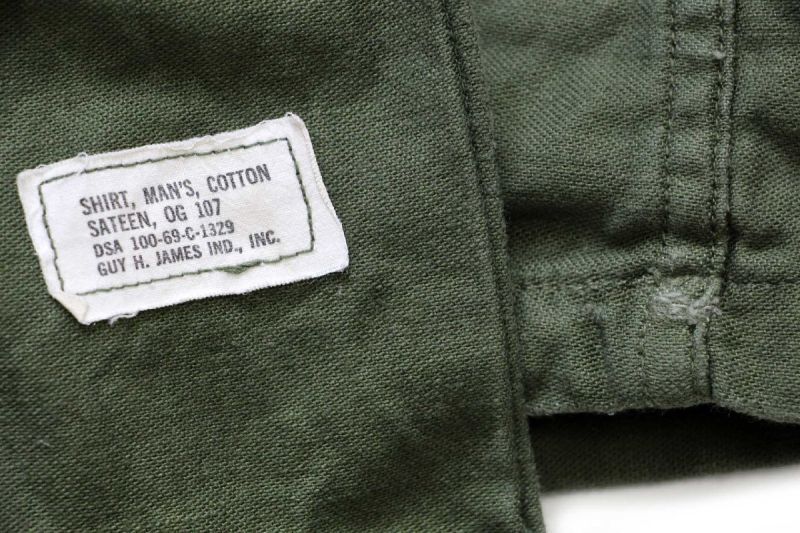 SHIRT, MAN'S, COTTON
SATEEN, OG 107
DSA 100-69-C-1329
GUY H. JAMES IND., INC.